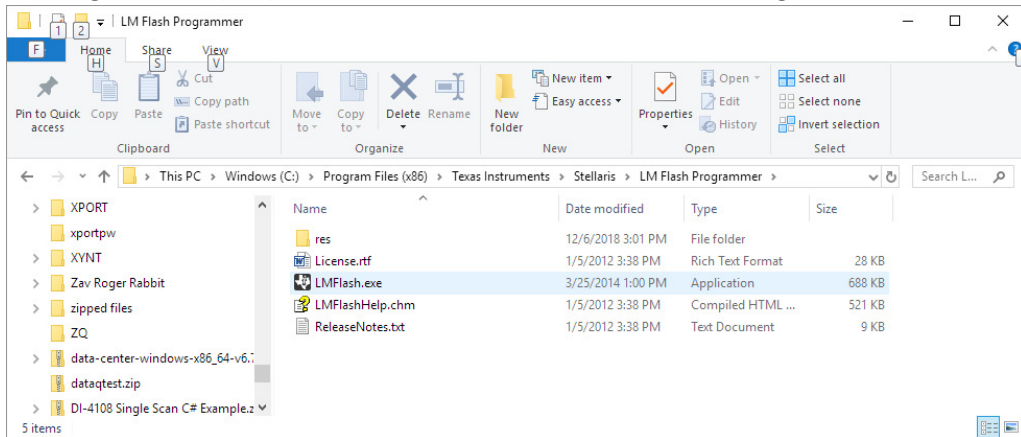 1 2 LM Flash Programmer
F Home Share View
H S V
Pin to Quick access
Copy
Paste
Cut
Copy path
Paste shortcut
Clipboard
Move to
Copy to
Delete
Rename
Organize
New folder
New item
Easy access
New
Properties
Open
Edit
History
Open
Select all
Select none
Invert selection
Select
This PC > Windows (C:) > Program Files (x86) > Texas Instruments > Stellaris > LM Flash Programmer >
Search L...
XPORT
xportpw
XYNT
Zav Roger Rabbit
zipped files
ZQ
data-center-windows-x86_64-v6.
dataqtest.zip
DI-4108 Single Scan C# Example.z
Name Date modified Type Size
res 12/6/2018 3:01 PM File folder
License.rtf 1/5/2012 3:38 PM Rich Text Format 28 KB
LMFlash.exe 3/25/2014 1:00 PM Application 688 KB
LMFlashHelp.chm 1/5/2012 3:38 PM Compiled HTML ... 521 KB
ReleaseNotes.txt 1/5/2012 3:38 PM Text Document 9 KB
5 items